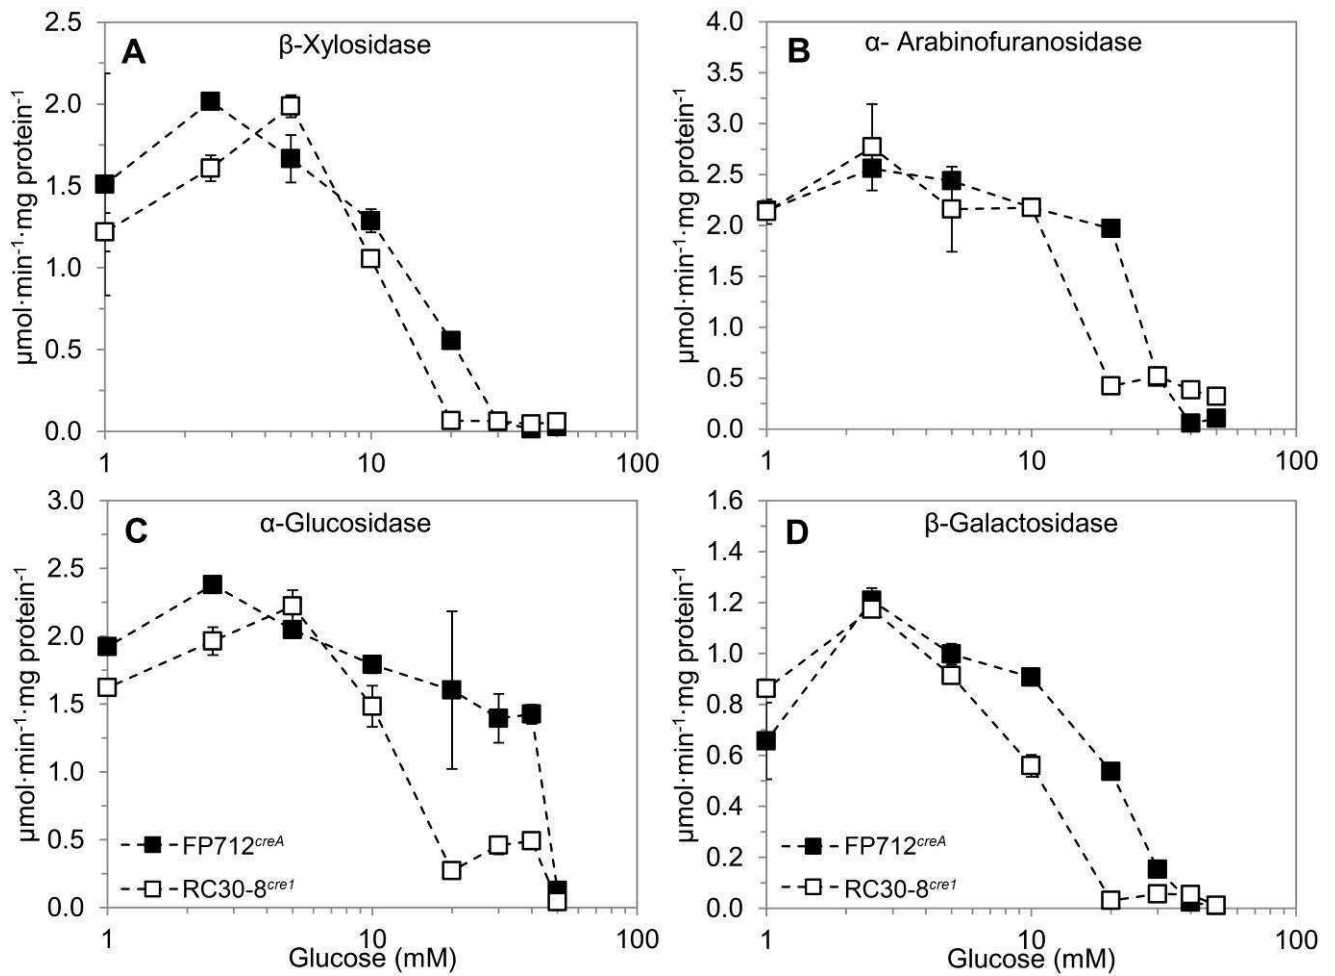 A
β-Xylosidase
µmol·min⁻¹·mg protein⁻¹
2.5
2.0
1.5
1.0
0.5
0.0
1
10
100
B
α- Arabinofuranosidase
µmol·min⁻¹·mg protein⁻¹
4.0
3.5
3.0
2.5
2.0
1.5
1.0
0.5
0.0
1
10
100
C
α-Glucosidase
µmol·min⁻¹·mg protein⁻¹
3.0
2.5
2.0
1.5
1.0
0.5
0.0
FP712creA
RC30-8cre1
1
10
100
Glucose (mM)
D
β-Galactosidase
µmol·min⁻¹·mg protein⁻¹
1.6
1.4
1.2
1.0
0.8
0.6
0.4
0.2
0.0
FP712creA
RC30-8cre1
1
10
100
Glucose (mM)